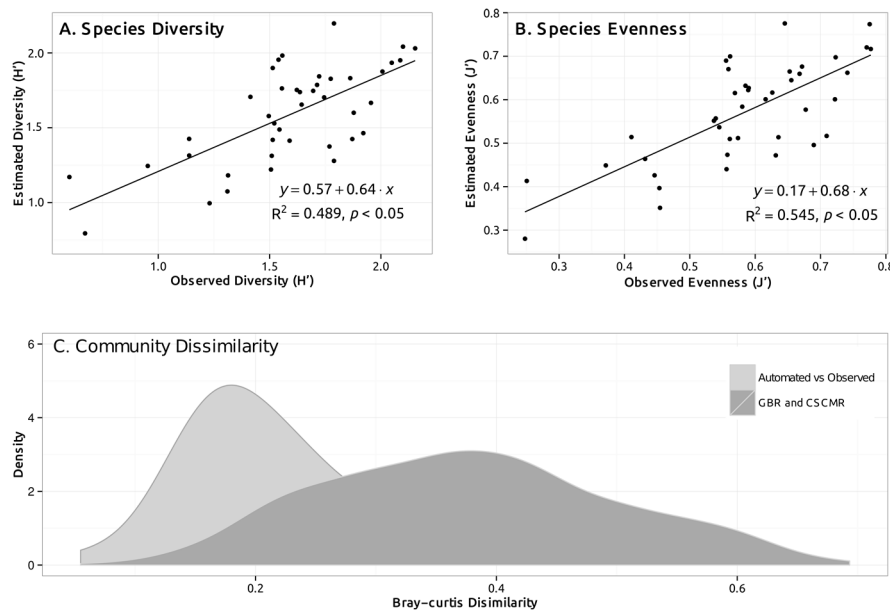 A. Species Diversity
Estimated Diversity (H′)
2.0
1.5
1.0
y = 0.57 + 0.64 · x
R² = 0.489, p < 0.05
1.0 1.5 2.0
Observed Diversity (H′)
B. Species Evenness
Estimated Evenness (J′)
0.8
0.7
0.6
0.5
0.4
0.3
y = 0.17 + 0.68 · x
R² = 0.545, p < 0.05
0.3 0.4 0.5 0.6 0.7 0.8
Observed Evenness (J′)
C. Community Dissimilarity
Density
6
4
2
0
Automated vs Observed
GBR and CSCMR
0.2 0.4 0.6
Bray−curtis Disimilarity